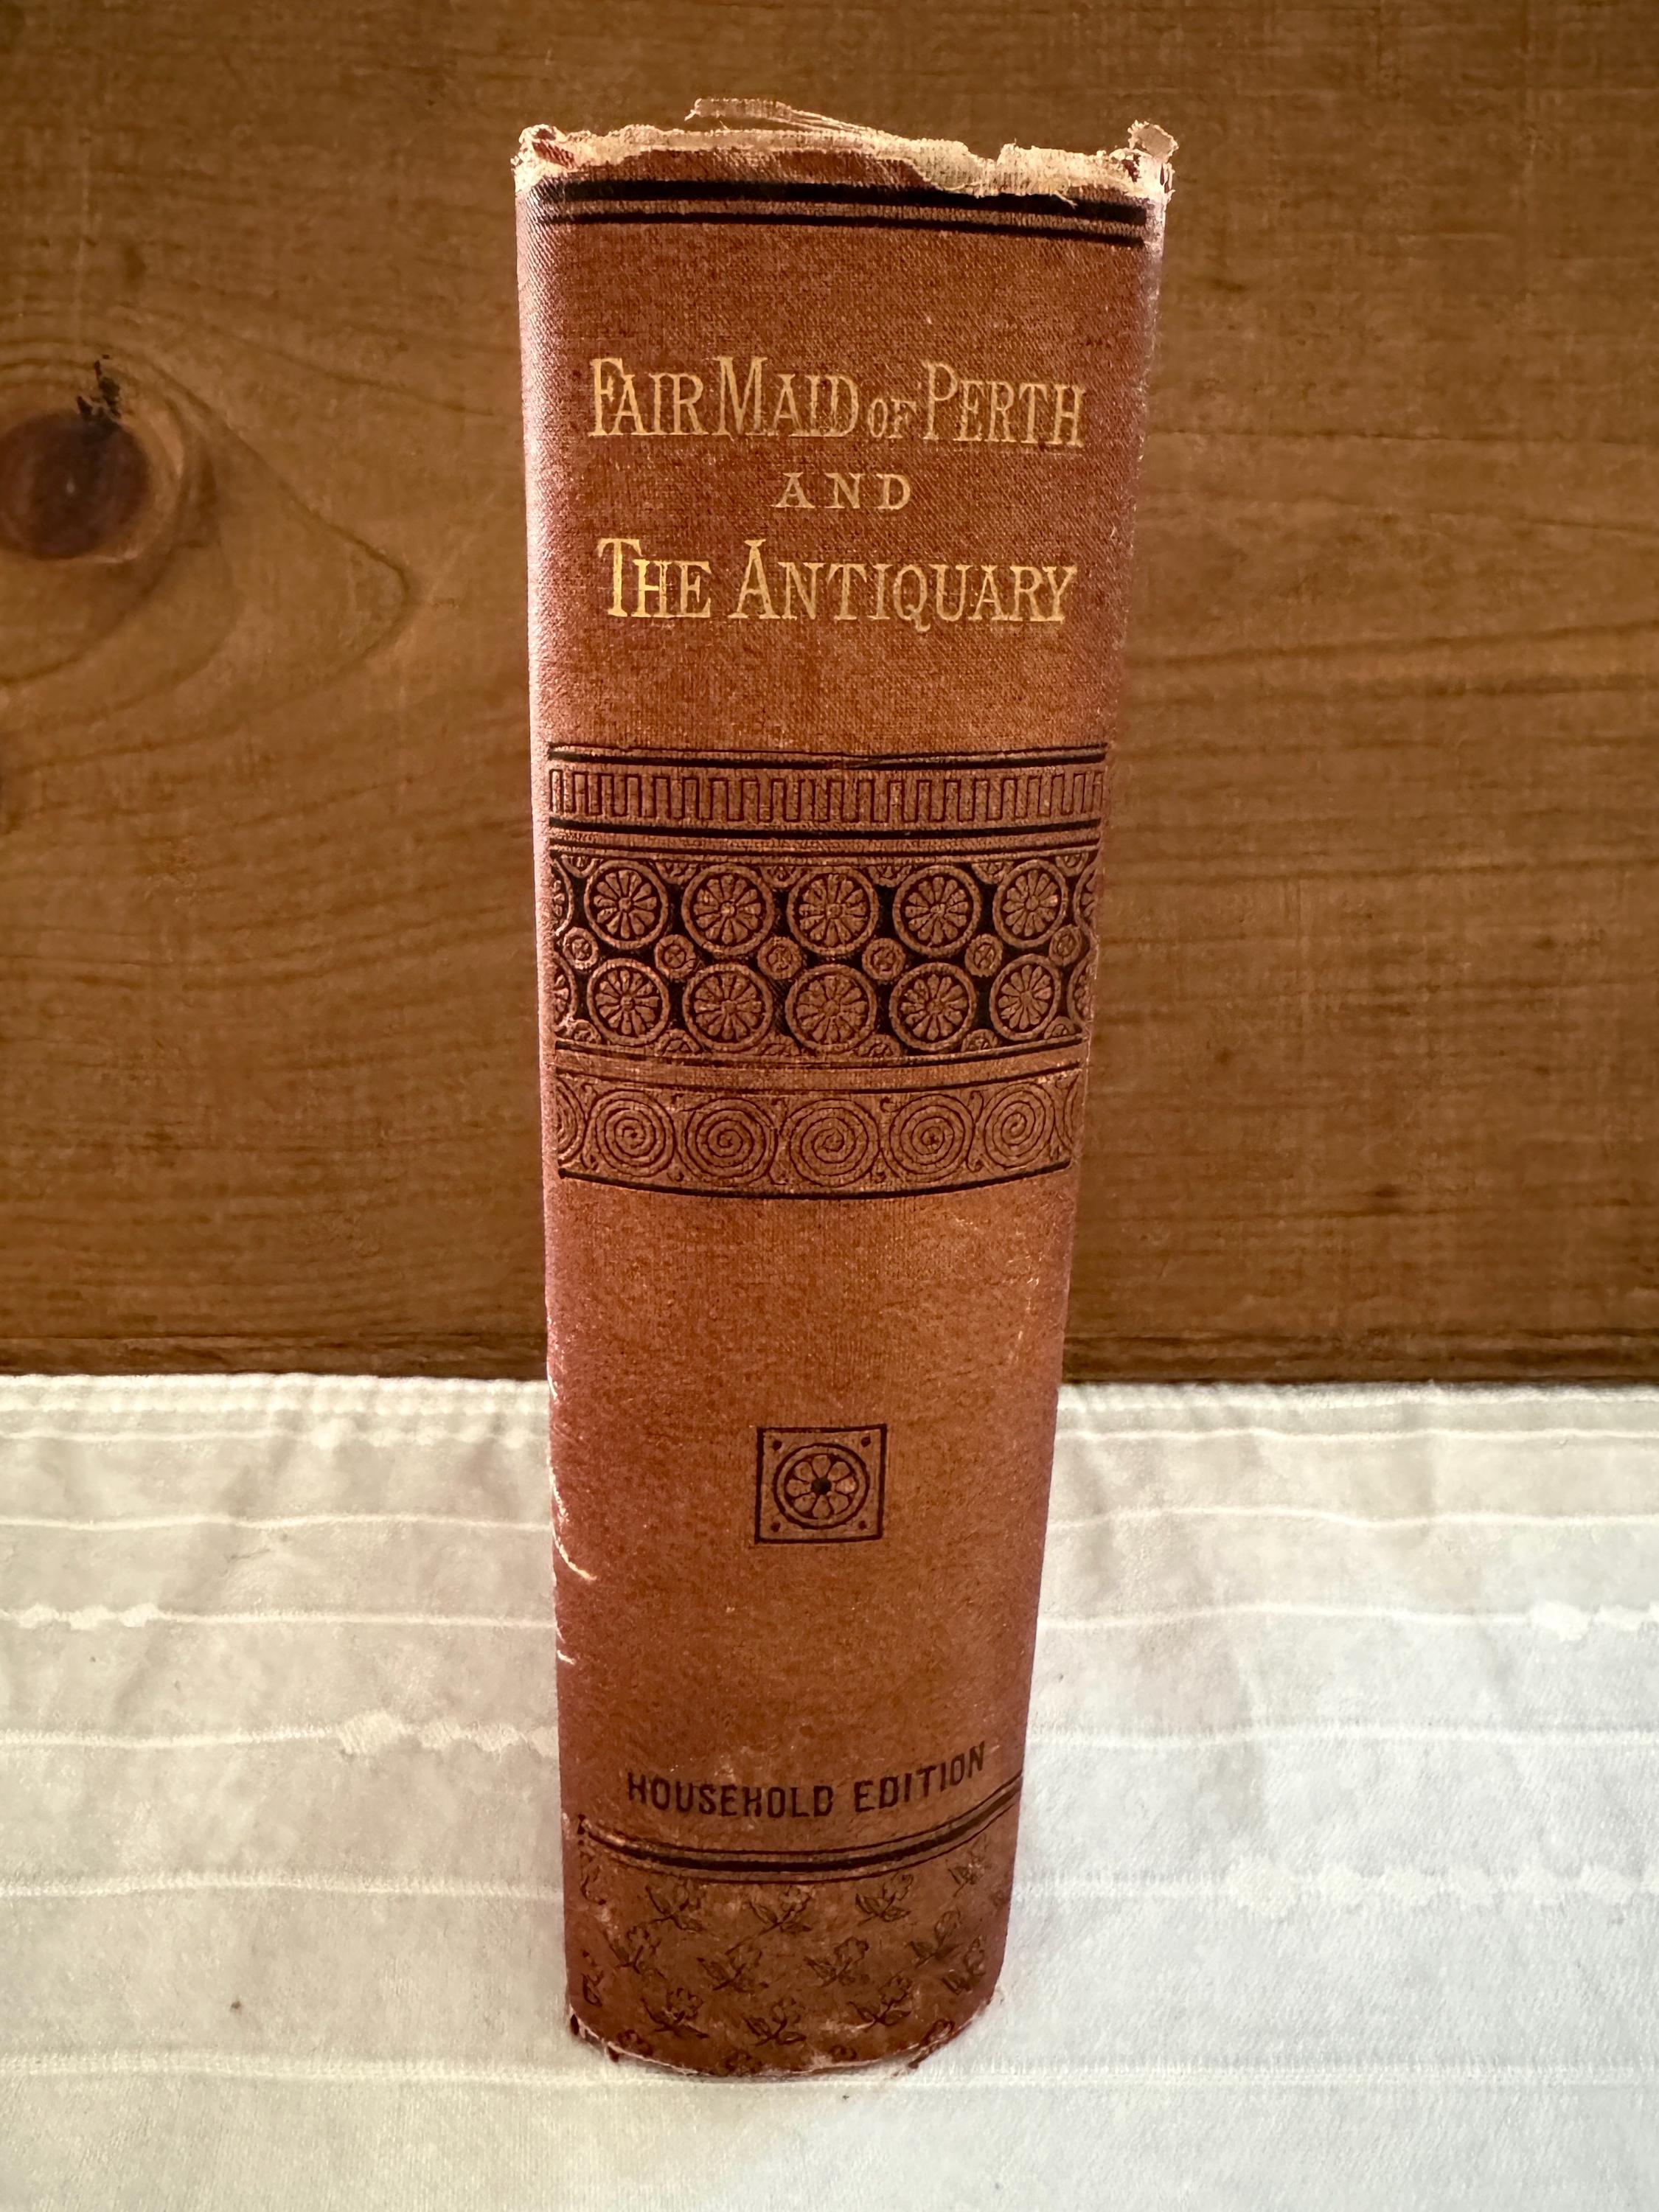 FAIR MAID OF PERTH
AND
THE ANTIQUARY
HOUSEHOLD EDITION